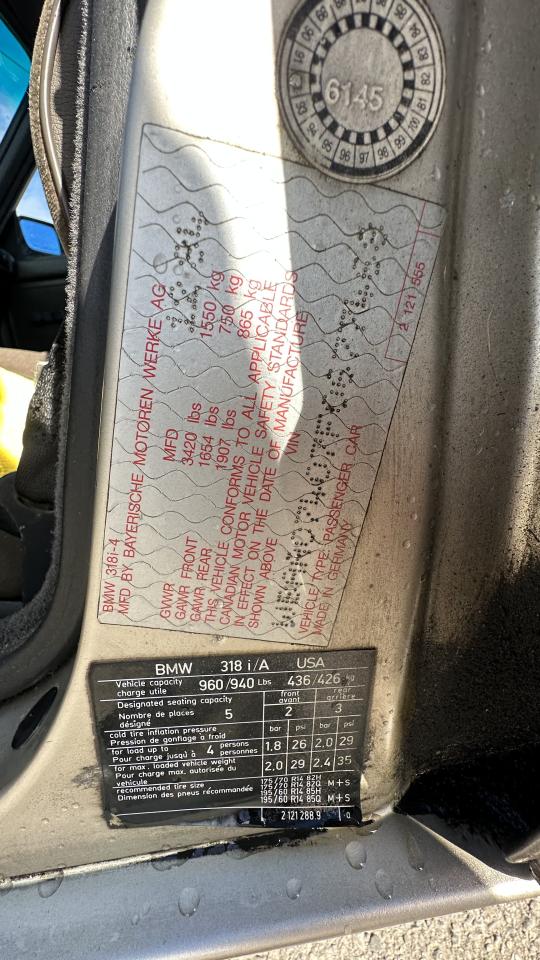 6145
BMW 318i-4
MFD BY BAYERISCHE MOTOREN WERKE AG
MFD
GVWR 3420 lbs 1550 kg
GAWR FRONT 1654 lbs 750 kg
GAWR REAR 1907 lbs 865 kg
THIS VEHICLE CONFORMS TO ALL APPLICABLE
CANADIAN MOTOR VEHICLE SAFETY STANDARDS
IN EFFECT ON THE DATE OF MANUFACTURE
SHOWN ABOVE VIN
VEHICLE TYPE: PASSENGER CAR
MADE IN GERMANY
2 121 555
BMW 318 i/A USA
Vehicle capacity
charge utile 960/940 Lbs 436/426 kg
Designated seating capacity front avant rear arrière
Nombre de places désigné 5 2 3
cold tire inflation pressure
Pression de gonflage à froid bar psi bar psi
for load up to 4 persons
Pour charge jusqu'à 4 personnes 1,8 26 2,0 29
for max. loaded vehicle weight
Pour charge max. autorisée du véhicule 2,0 29 2,4 35
recommended tire size
Dimension des pneus récommandée
175/70 R14 82H
175/70 R14 82Q M+S
195/60 R14 85H
195/60 R14 85Q M+S
2 121 288.9